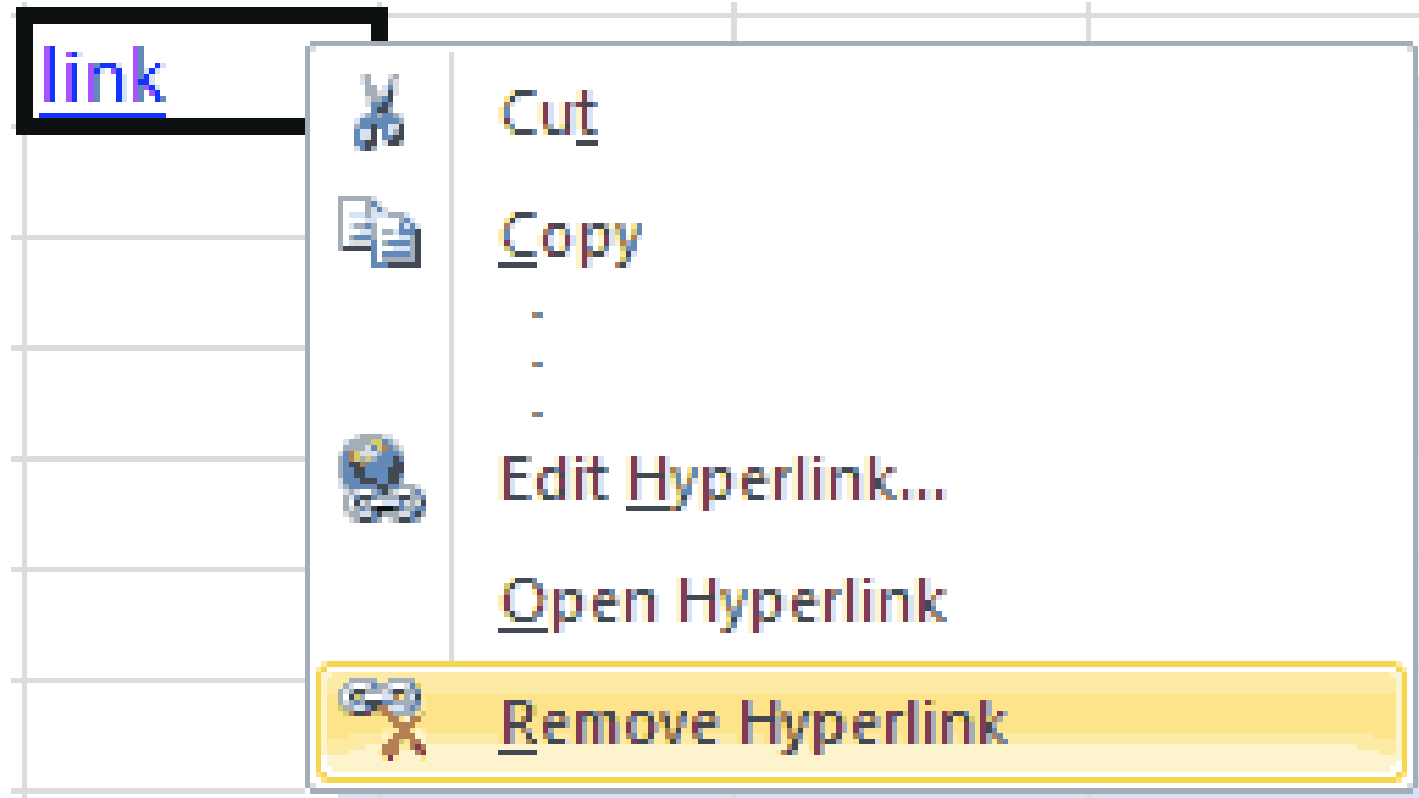 link
Cut
Copy
-
-
-
Edit Hyperlink...
Open Hyperlink
Remove Hyperlink